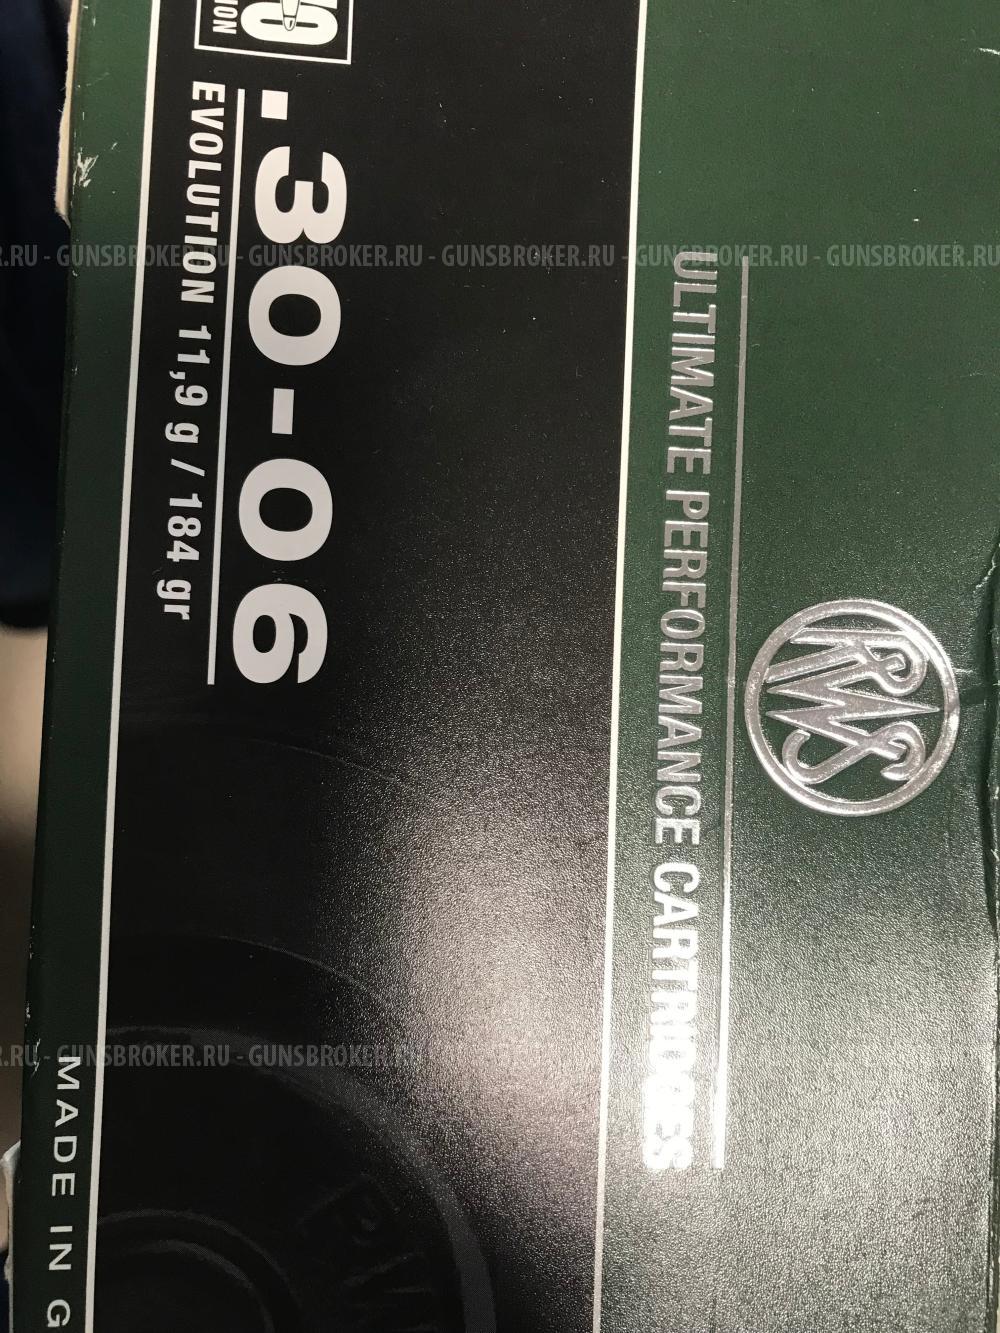 RWS
ULTIMATE PERFORMANCE CARTRIDGES
.30-06
EVOLUTION 11,9 g / 184 gr
MADE IN G
.RU - GUNSBROKER.RU - GUNSBROKER.RU - GUNSBROKER.RU - GUNSBROKER.RU - GUNSBROKER.RU
.RU - GUNSBROKER.RU - GUNSBROKER.RU - GUNSBROKER.RU - GUNSBROKER.RU - GUNSBROKER.RU